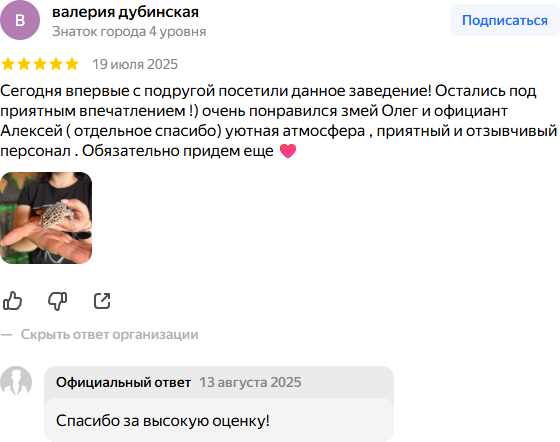 В
валерия дубинская
Знаток города 4 уровня
Подписаться
19 июля 2025
Сегодня впервые с подругой посетили данное заведение! Остались под
приятным впечатлением !) очень понравился змей Олег и официант
Алексей ( отдельное спасибо) уютная атмосфера , приятный и отзывчивый
персонал . Обязательно придем еще
— Скрыть ответ организации
Официальный ответ 13 августа 2025
Спасибо за высокую оценку!